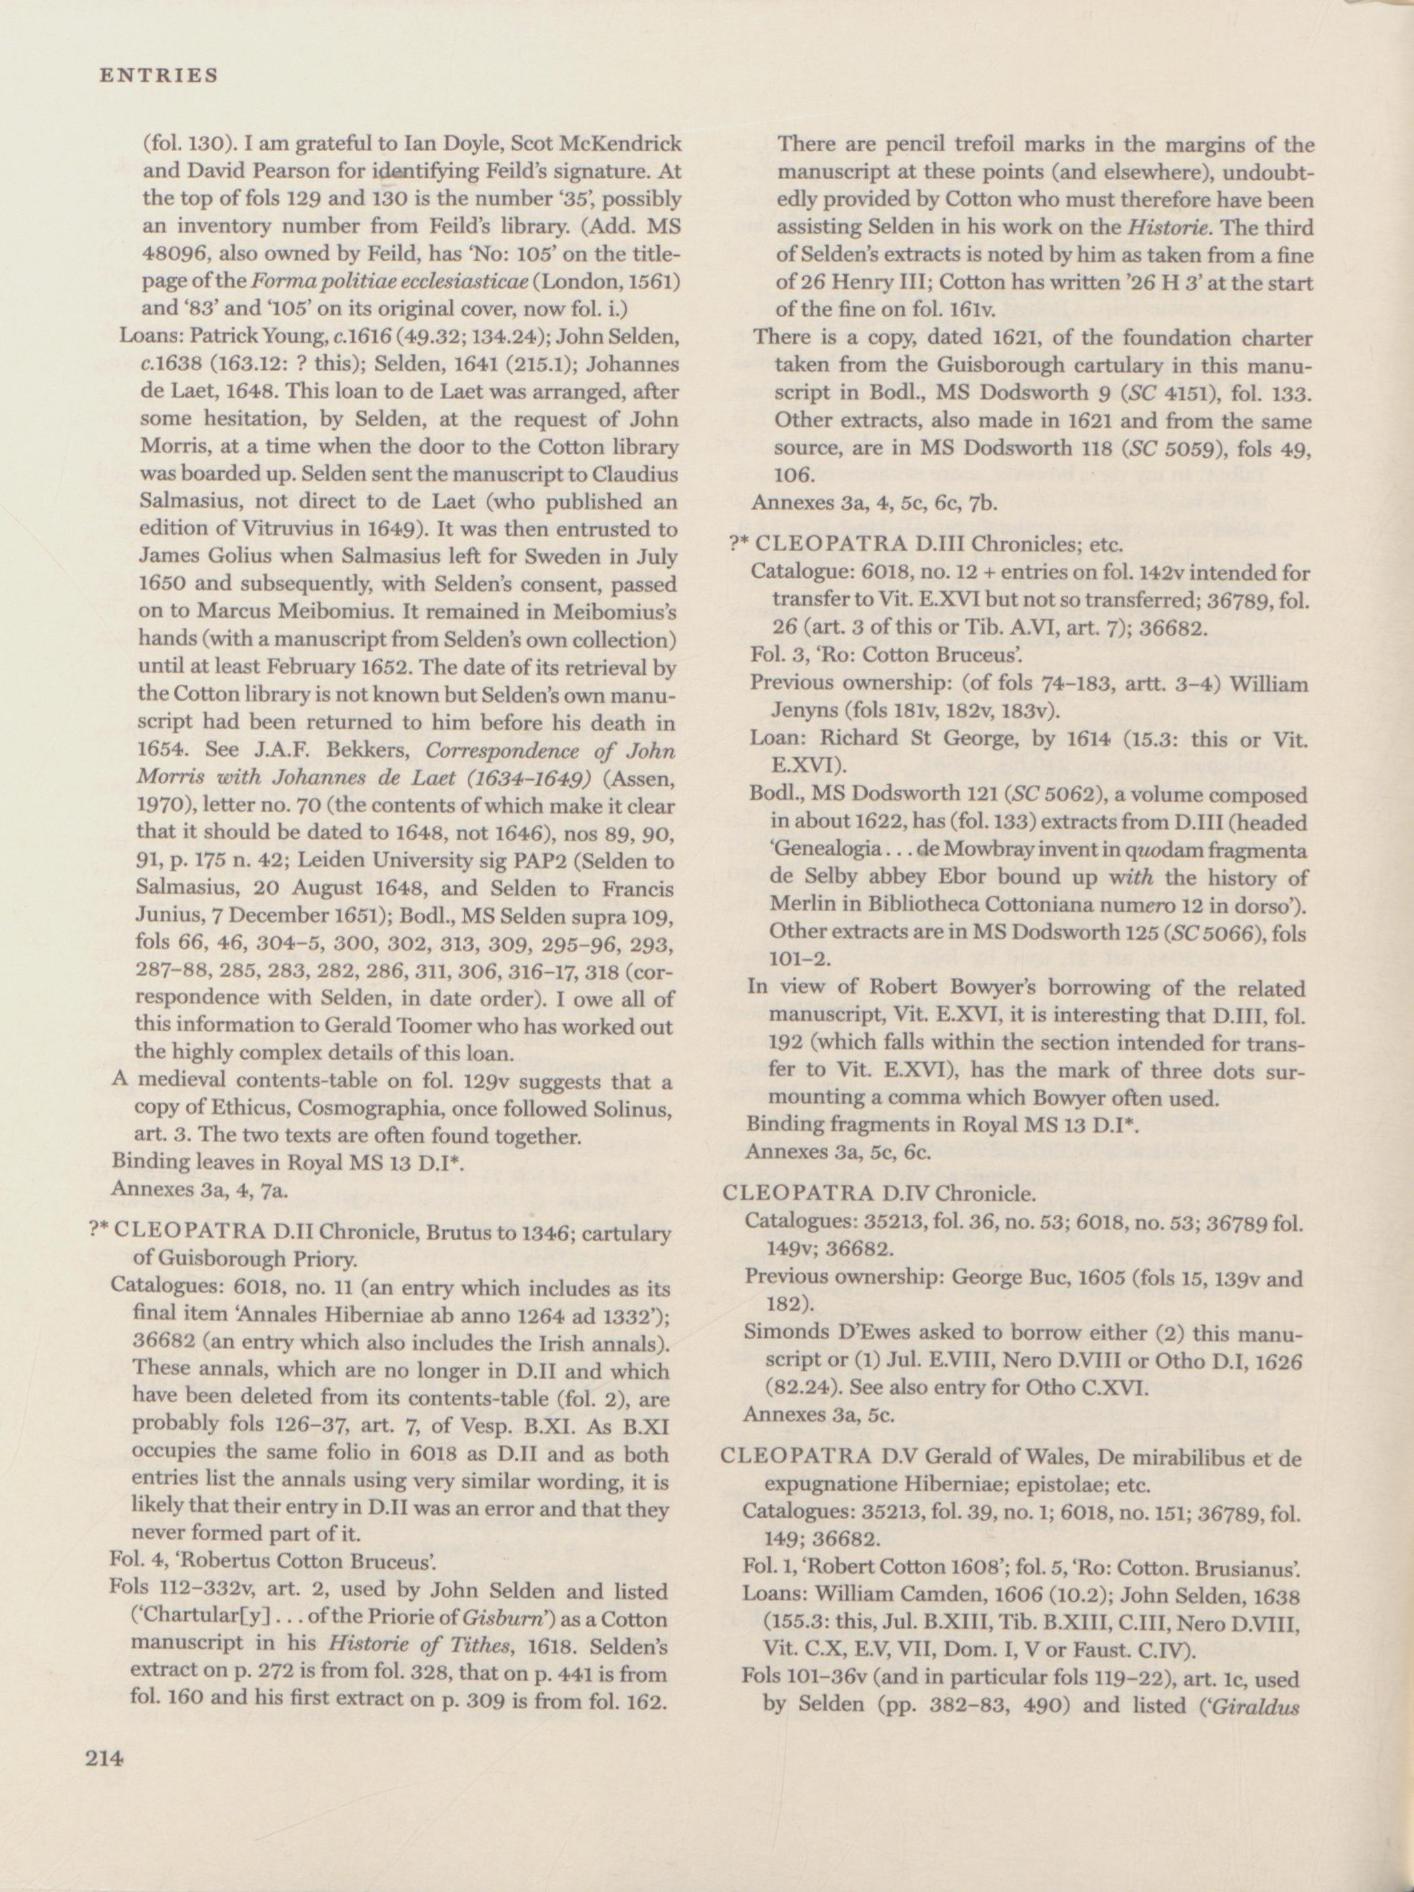 ENTRIES
(fol. 130). I am grateful to Ian Doyle, Scot McKendrick
and David Pearson for identifying Feild's signature. At
the top of fols 129 and 130 is the number ‘35’, possibly
an inventory number from Feild's library. (Add. MS
48096, also owned by Feild, has ‘No: 105’ on the title-
page of the Forma politiae ecclesiasticae (London, 1561)
and ‘83’ and ‘105’ on its original cover, now fol. i.)
Loans: Patrick Young, c.1616 (49.32; 134.24); John Selden,
c.1638 (163.12: ? this); Selden, 1641 (215.1); Johannes
de Laet, 1648. This loan to de Laet was arranged, after
some hesitation, by Selden, at the request of John
Morris, at a time when the door to the Cotton library
was boarded up. Selden sent the manuscript to Claudius
Salmasius, not direct to de Laet (who published an
edition of Vitruvius in 1649). It was then entrusted to
James Golius when Salmasius left for Sweden in July
1650 and subsequently, with Selden's consent, passed
on to Marcus Meibomius. It remained in Meibomius's
hands (with a manuscript from Selden's own collection)
until at least February 1652. The date of its retrieval by
the Cotton library is not known but Selden's own manu-
script had been returned to him before his death in
1654. See J.A.F. Bekkers, Correspondence of John
Morris with Johannes de Laet (1634–1649) (Assen,
1970), letter no. 70 (the contents of which make it clear
that it should be dated to 1648, not 1646), nos 89, 90,
91, p. 175 n. 42; Leiden University sig PAP2 (Selden to
Salmasius, 20 August 1648, and Selden to Francis
Junius, 7 December 1651); Bodl., MS Selden supra 109,
fols 66, 46, 304–5, 300, 302, 313, 309, 295–96, 293,
287–88, 285, 283, 282, 286, 311, 306, 316–17, 318 (cor-
respondence with Selden, in date order). I owe all of
this information to Gerald Toomer who has worked out
the highly complex details of this loan.
A medieval contents-table on fol. 129v suggests that a
copy of Ethicus, Cosmographia, once followed Solinus,
art. 3. The two texts are often found together.
Binding leaves in Royal MS 13 D.I*.
Annexes 3a, 4, 7a.
?* CLEOPATRA D.II Chronicle, Brutus to 1346; cartulary
of Guisborough Priory.
Catalogues: 6018, no. 11 (an entry which includes as its
final item ‘Annales Hiberniae ab anno 1264 ad 1332’);
36682 (an entry which also includes the Irish annals).
These annals, which are no longer in D.II and which
have been deleted from its contents-table (fol. 2), are
probably fols 126–37, art. 7, of Vesp. B.XI. As B.XI
occupies the same folio in 6018 as D.II and as both
entries list the annals using very similar wording, it is
likely that their entry in D.II was an error and that they
never formed part of it.
Fol. 4, ‘Robertus Cotton Bruceus’.
Fols 112–332v, art. 2, used by John Selden and listed
(‘Chartular[y] . . . of the Priorie of Gisburn’) as a Cotton
manuscript in his Historie of Tithes, 1618. Selden's
extract on p. 272 is from fol. 328, that on p. 441 is from
fol. 160 and his first extract on p. 309 is from fol. 162.
214
There are pencil trefoil marks in the margins of the
manuscript at these points (and elsewhere), undoubt-
edly provided by Cotton who must therefore have been
assisting Selden in his work on the Historie. The third
of Selden's extracts is noted by him as taken from a fine
of 26 Henry III; Cotton has written ’26 H 3’ at the start
of the fine on fol. 161v.
There is a copy, dated 1621, of the foundation charter
taken from the Guisborough cartulary in this manu-
script in Bodl., MS Dodsworth 9 (SC 4151), fol. 133.
Other extracts, also made in 1621 and from the same
source, are in MS Dodsworth 118 (SC 5059), fols 49,
106.
Annexes 3a, 4, 5c, 6c, 7b.
?* CLEOPATRA D.III Chronicles; etc.
Catalogue: 6018, no. 12 + entries on fol. 142v intended for
transfer to Vit. E.XVI but not so transferred; 36789, fol.
26 (art. 3 of this or Tib. A.VI, art. 7); 36682.
Fol. 3, ‘Ro: Cotton Bruceus’.
Previous ownership: (of fols 74–183, artt. 3–4) William
Jenyns (fols 181v, 182v, 183v).
Loan: Richard St George, by 1614 (15.3: this or Vit.
E.XVI).
Bodl., MS Dodsworth 121 (SC 5062), a volume composed
in about 1622, has (fol. 133) extracts from D.III (headed
‘Genealogia . . . de Mowbray invent in quodam fragmenta
de Selby abbey Ebor bound up with the history of
Merlin in Bibliotheca Cottoniana numero 12 in dorso’).
Other extracts are in MS Dodsworth 125 (SC 5066), fols
101–2.
In view of Robert Bowyer's borrowing of the related
manuscript, Vit. E.XVI, it is interesting that D.III, fol.
192 (which falls within the section intended for trans-
fer to Vit. E.XVI), has the mark of three dots sur-
mounting a comma which Bowyer often used.
Binding fragments in Royal MS 13 D.I*.
Annexes 3a, 5c, 6c.
CLEOPATRA D.IV Chronicle.
Catalogues: 35213, fol. 36, no. 53; 6018, no. 53; 36789 fol.
149v; 36682.
Previous ownership: George Buc, 1605 (fols 15, 139v and
182).
Simonds D'Ewes asked to borrow either (2) this manu-
script or (1) Jul. E.VIII, Nero D.VIII or Otho D.I, 1626
(82.24). See also entry for Otho C.XVI.
Annexes 3a, 5c.
CLEOPATRA D.V Gerald of Wales, De mirabilibus et de
expugnatione Hiberniae; epistolae; etc.
Catalogues: 35213, fol. 39, no. 1; 6018, no. 151; 36789, fol.
149; 36682.
Fol. 1, ‘Robert Cotton 1608’; fol. 5, ‘Ro: Cotton. Brusianus’.
Loans: William Camden, 1606 (10.2); John Selden, 1638
(155.3: this, Jul. B.XIII, Tib. B.XIII, C.III, Nero D.VIII,
Vit. C.X, E.V, VII, Dom. I, V or Faust. C.IV).
Fols 101–36v (and in particular fols 119–22), art. 1c, used
by Selden (pp. 382–83, 490) and listed (‘Giraldus